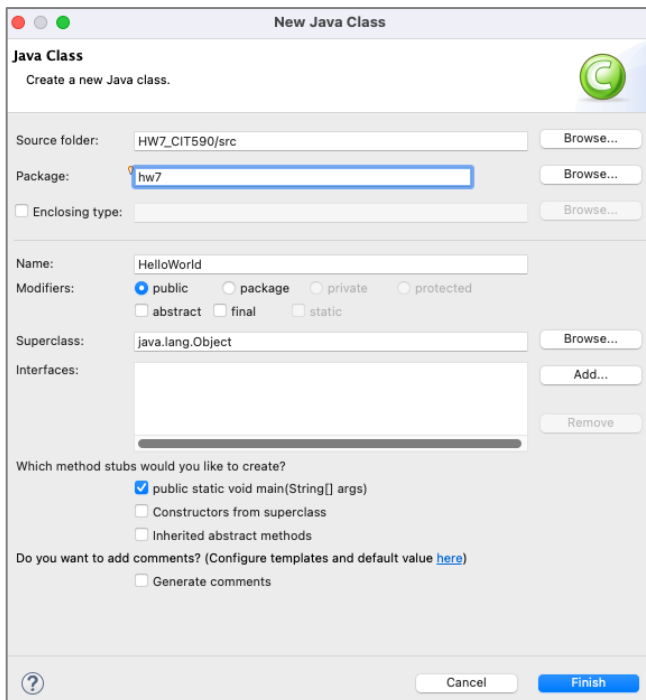 New Java Class
Java Class
Create a new Java class.
C
Source folder: HW7_CIT590/src Browse...
Package: hw7 Browse...
Enclosing type: Browse...
Name: HelloWorld
Modifiers: public package private protected
abstract final static
Superclass: java.lang.Object Browse...
Interfaces: Add...
Remove
Which method stubs would you like to create?
public static void main(String[] args)
Constructors from superclass
Inherited abstract methods
Do you want to add comments? (Configure templates and default value here)
Generate comments
? Cancel Finish